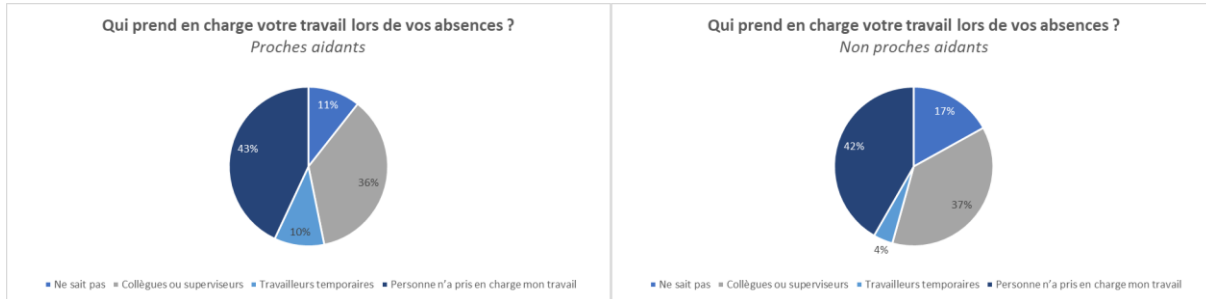 Qui prend en charge votre travail lors de vos absences ?
Proches aidants
11%
43%
36%
10%
Ne sait pas Collègues ou superviseurs Travailleurs temporaires Personne n'a pris en charge mon travail
Qui prend en charge votre travail lors de vos absences ?
Non proches aidants
17%
42%
37%
4%
Ne sait pas Collègues ou superviseurs Travailleurs temporaires Personne n'a pris en charge mon travail